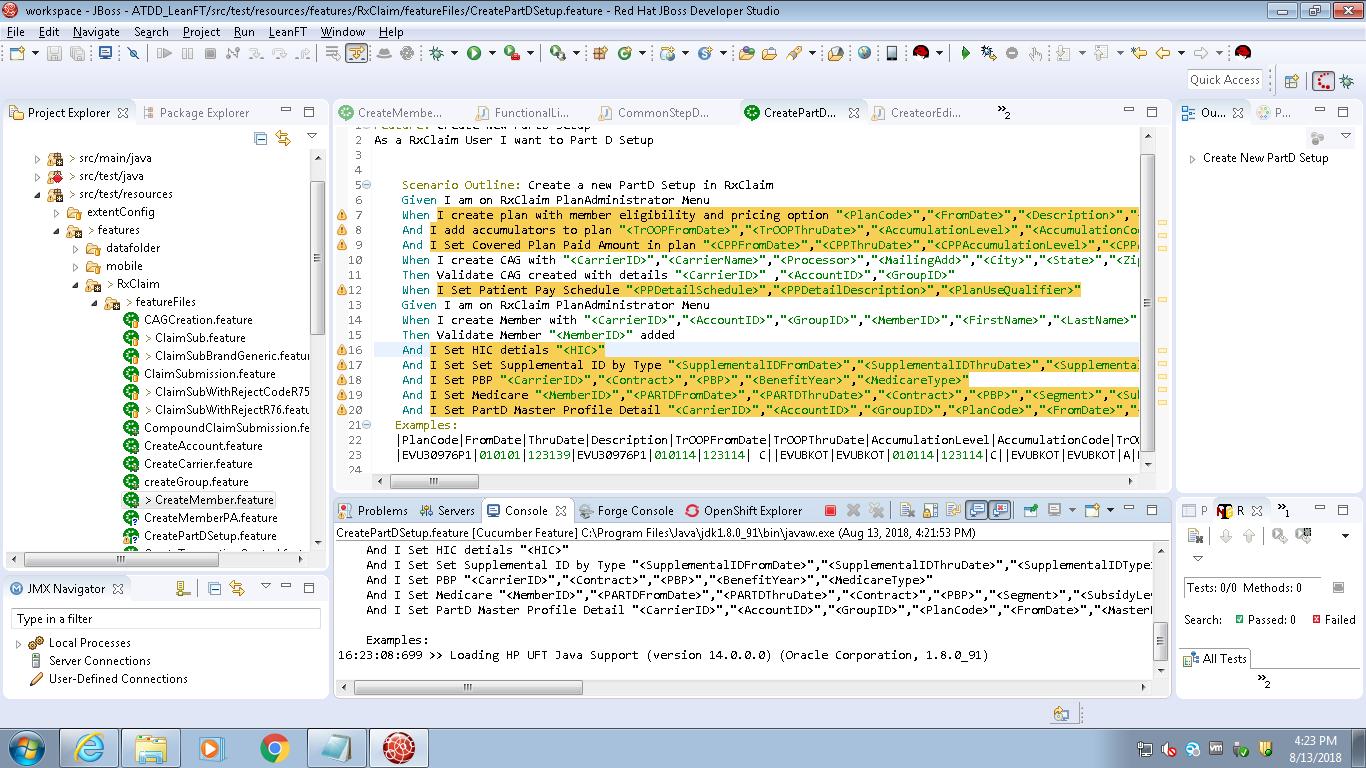 workspace - JBoss - ATDD_LeanFT/src/test/resources/features/RxClaim/featureFiles/CreatePartDSetup.feature - Red Hat JBoss Developer Studio
File Edit Navigate Search Project Run LeanFT Window Help
Quick Access
Project Explorer
Package Explorer
> src/main/java
> src/test/java
> src/test/resources
extentConfig
> features
datafolder
mobile
> RxClaim
> featureFiles
CAGCreation.feature
> ClaimSub.feature
> ClaimSubBrandGeneric.featur
ClaimSubmission.feature
> ClaimSubWithRejectCodeR75
> ClaimSubWithRejectR76.featu
CompoundClaimSubmission.fe
CreateAccount.feature
CreateCarrier.feature
createGroup.feature
> CreateMember.feature
CreateMemberPA.feature
CreatePartDSetup.feature
CreateMembe...
FunctionalLi...
CommonStepD...
CreatePartD...
CreatorEdi...
»2
1 Feature: Create New PartD Setup
2 As a RxClaim User I want to Part D Setup
3
4
5 Scenario Outline: Create a new PartD Setup in RxClaim
6 Given I am on RxClaim PlanAdministrator Menu
7 When I create plan with member eligibility and pricing option "<PlanCode>","<FromDate>","<Description>",
8 And I add accumulators to plan "<TrOOPFromDate>","<TrOOPThruDate>","<AccumulationLevel>","<AccumulationCo
9 And I Set Covered Plan Paid Amount in plan "<CPPFromDate>","<CPPThruDate>","<CPPAccumulationLevel>","<CPP
10 When I create CAG with "<CarrierID>","<CarrierName>","<Processor>","<MailingAdd>","<City>","<State>","<Zip
11 Then Validate CAG created with details "<CarrierID>" ,"<AccountID>","<GroupID>"
12 When I Set Patient Pay Schedule "<PPDetailSchedule>","<PPDetailDescription>","<PlanUseQualifier>"
13 Given I am on RxClaim PlanAdministrator Menu
14 When I create Member with "<CarrierID>","<AccountID>","<GroupID>","<MemberID>","<FirstName>","<LastName>"
15 Then Validate Member "<MemberID>" added
16 And I Set HIC detials "<HIC>"
17 And I Set Set Supplemental ID by Type "<SupplementalIDFromDate>","<SupplementalIDThruDate>","<Supplementa
18 And I Set PBP "<CarrierID>","<Contract>","<PBP>","<BenefitYear>","<MedicareType>"
19 And I Set Medicare "<MemberID>","<PARTDFromDate>","<PARTDThruDate>","<Contract>","<PBP>","<Segment>","<Sub
20 And I Set PartD Master Profile Detail "<CarrierID>","<AccountID>","<GroupID>","<PlanCode>","<FromDate>","
21 Examples:
22 |PlanCode|FromDate|ThruDate|Description|TrOOPFromDate|TrOOPThruDate|AccumulationLevel|AccumulationCode|TrOO
23 |EVU30976P1|010101|123139|EVU30976P1|010114|123114| C||EVUBKOT|EVUBKOT|010114|123114|C||EVUBKOT|EVUBKOT|A|
24
Ou...
P...
Create New PartD Setup
JMX Navigator
Type in a filter
Local Processes
Server Connections
User-Defined Connections
Problems
Servers
Console
Forge Console
OpenShift Explorer
CreatePartDSetup.feature [Cucumber Feature] C:\Program Files\Java\jdk1.8.0_91\bin\javaw.exe (Aug 13, 2018, 4:21:53 PM)
And I Set HIC detials "<HIC>"
And I Set Set Supplemental ID by Type "<SupplementalIDFromDate>","<SupplementalIDThruDate>","<SupplementalIDType
And I Set PBP "<CarrierID>","<Contract>","<PBP>","<BenefitYear>","<MedicareType>"
And I Set Medicare "<MemberID>","<PARTDFromDate>","<PARTDThruDate>","<Contract>","<PBP>","<Segment>","<SubsidyLev
And I Set PartD Master Profile Detail "<CarrierID>","<AccountID>","<GroupID>","<PlanCode>","<FromDate>","<Master
Examples:
16:23:08:699 >> Loading HP UFT Java Support (version 14.0.0.0) (Oracle Corporation, 1.8.0_91)
P
R
»1
Tests: 0/0 Methods: 0
Search: Passed: 0 Failed
All Tests
»2
4:23 PM
8/13/2018